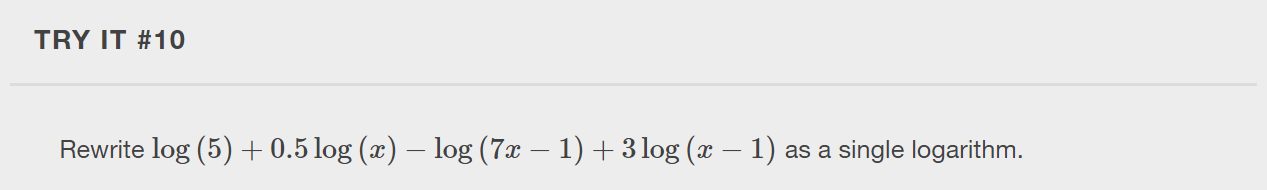 TRY IT #10
Rewrite log (5) + 0.5 log (x) − log (7x − 1) + 3 log (x − 1) as a single logarithm.